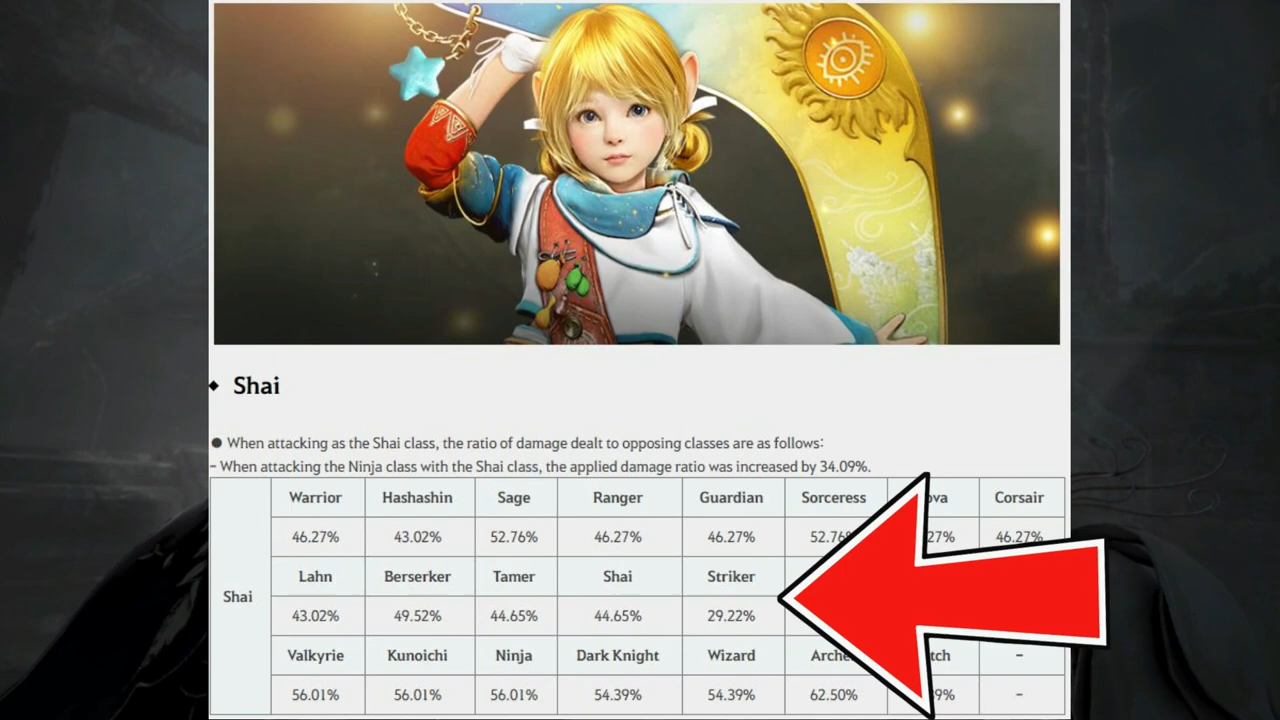 Shai
● When attacking as the Shai class, the ratio of damage dealt to opposing classes are as follows:
- When attacking the Ninja class with the Shai class, the applied damage ratio was increased by 34.09%.
Warrior Hashashin Sage Ranger Guardian Sorceress Corsair
46.27% 43.02% 52.76% 46.27% 46.27% 46.27%
Lahn Berserker Tamer Shai Striker
Shai
43.02% 49.52% 44.65% 44.65% 29.22%
Valkyrie Kunoichi Ninja Dark Knight Wizard -
56.01% 56.01% 56.01% 54.39% 54.39% 62.50% -